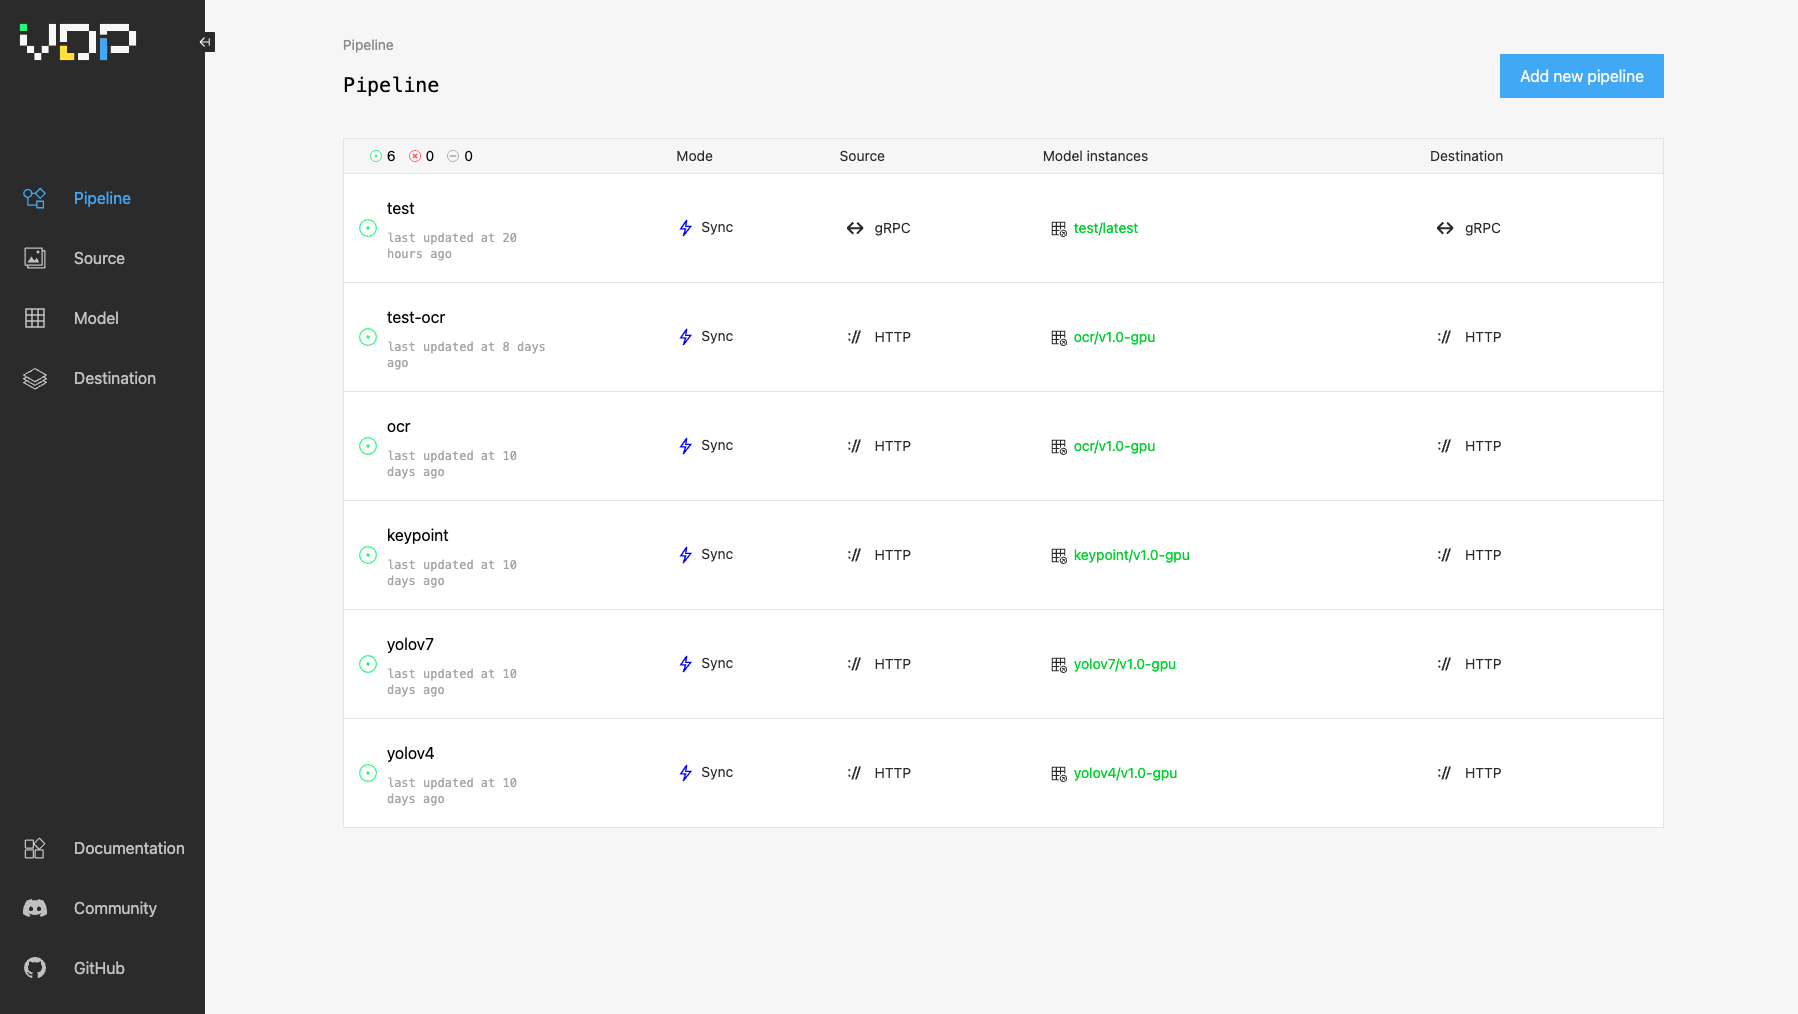 VDP
Pipeline
Pipeline
Add new pipeline
Pipeline
Source
Model
Destination
Documentation
Community
GitHub
6 0 0 Mode Source Model instances Destination
test
last updated at 20
hours ago
Sync gRPC test/latest gRPC
test-ocr
last updated at 8 days
ago
Sync :// HTTP ocr/v1.0-gpu :// HTTP
ocr
last updated at 10
days ago
Sync :// HTTP ocr/v1.0-gpu :// HTTP
keypoint
last updated at 10
days ago
Sync :// HTTP keypoint/v1.0-gpu :// HTTP
yolov7
last updated at 10
days ago
Sync :// HTTP yolov7/v1.0-gpu :// HTTP
yolov4
last updated at 10
days ago
Sync :// HTTP yolov4/v1.0-gpu :// HTTP